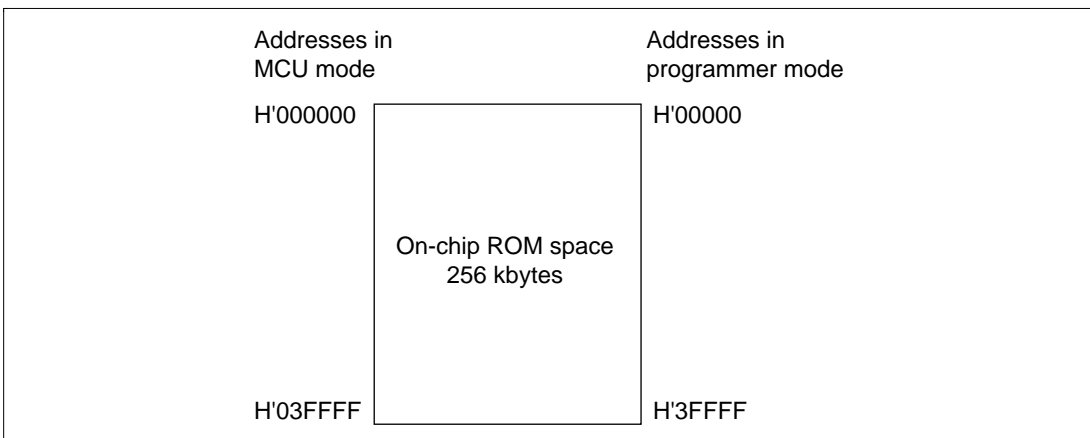 Addresses in
MCU mode
Addresses in
programmer mode
H'000000
H'00000
On-chip ROM space
256 kbytes
H'03FFFF
H'3FFFF